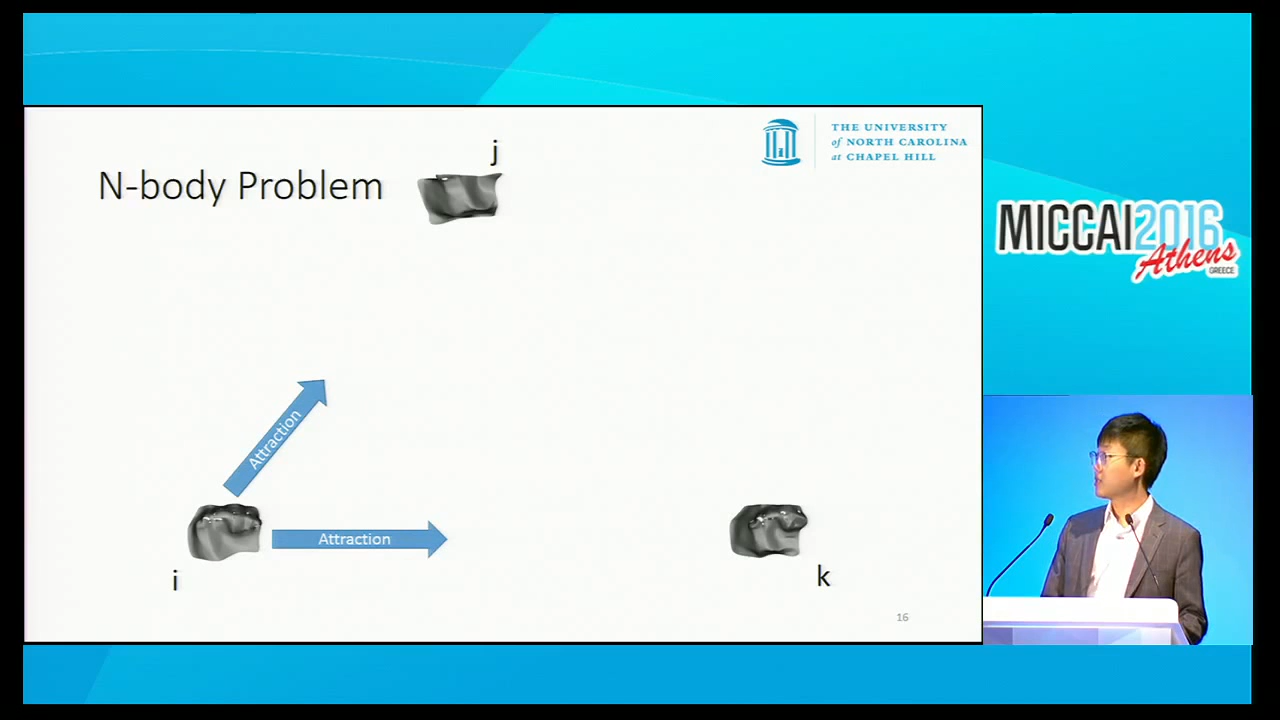 N-body Problem
j
THE UNIVERSITY
of NORTH CAROLINA
at CHAPEL HILL
MICCAI2016
Athens
GREECE
Attraction
Attraction
i
k
16